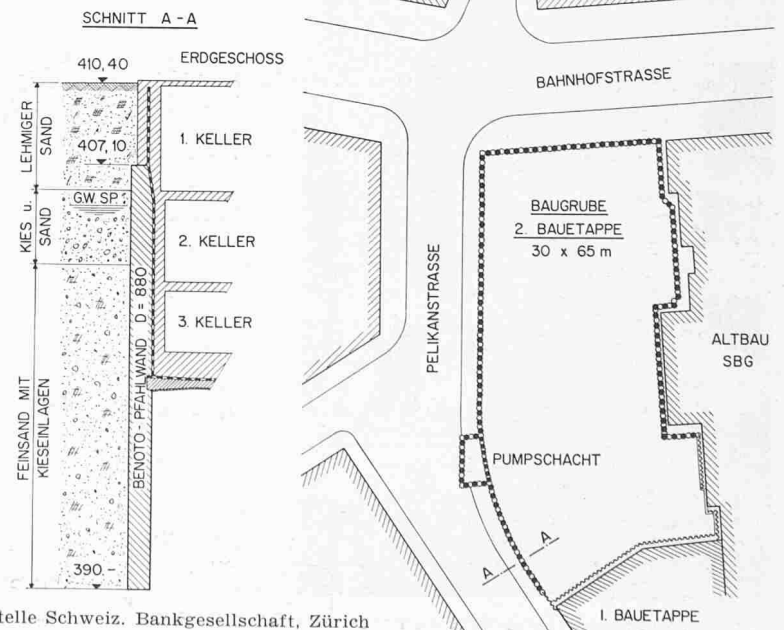 SCHNITT A-A
410,40
ERDGESCHOSS
LEHMIGER
SAND
407,10
1. KELLER
KIES u.
SAND
G.W. SP.
2. KELLER
3. KELLER
FEINSAND MIT
KIESEINLAGEN
BENOTO-PFAHLWAND D = 880
390.-
BAHNHOFSTRASSE
PELIKANSTRASSE
BAUGRUBE
2. BAUETAPPE
30 x 65 m
ALTBAU
SBG
PUMPSCHACHT
A
A
1. BAUETAPPE
telle Schweiz. Bankgesellschaft, Zürich